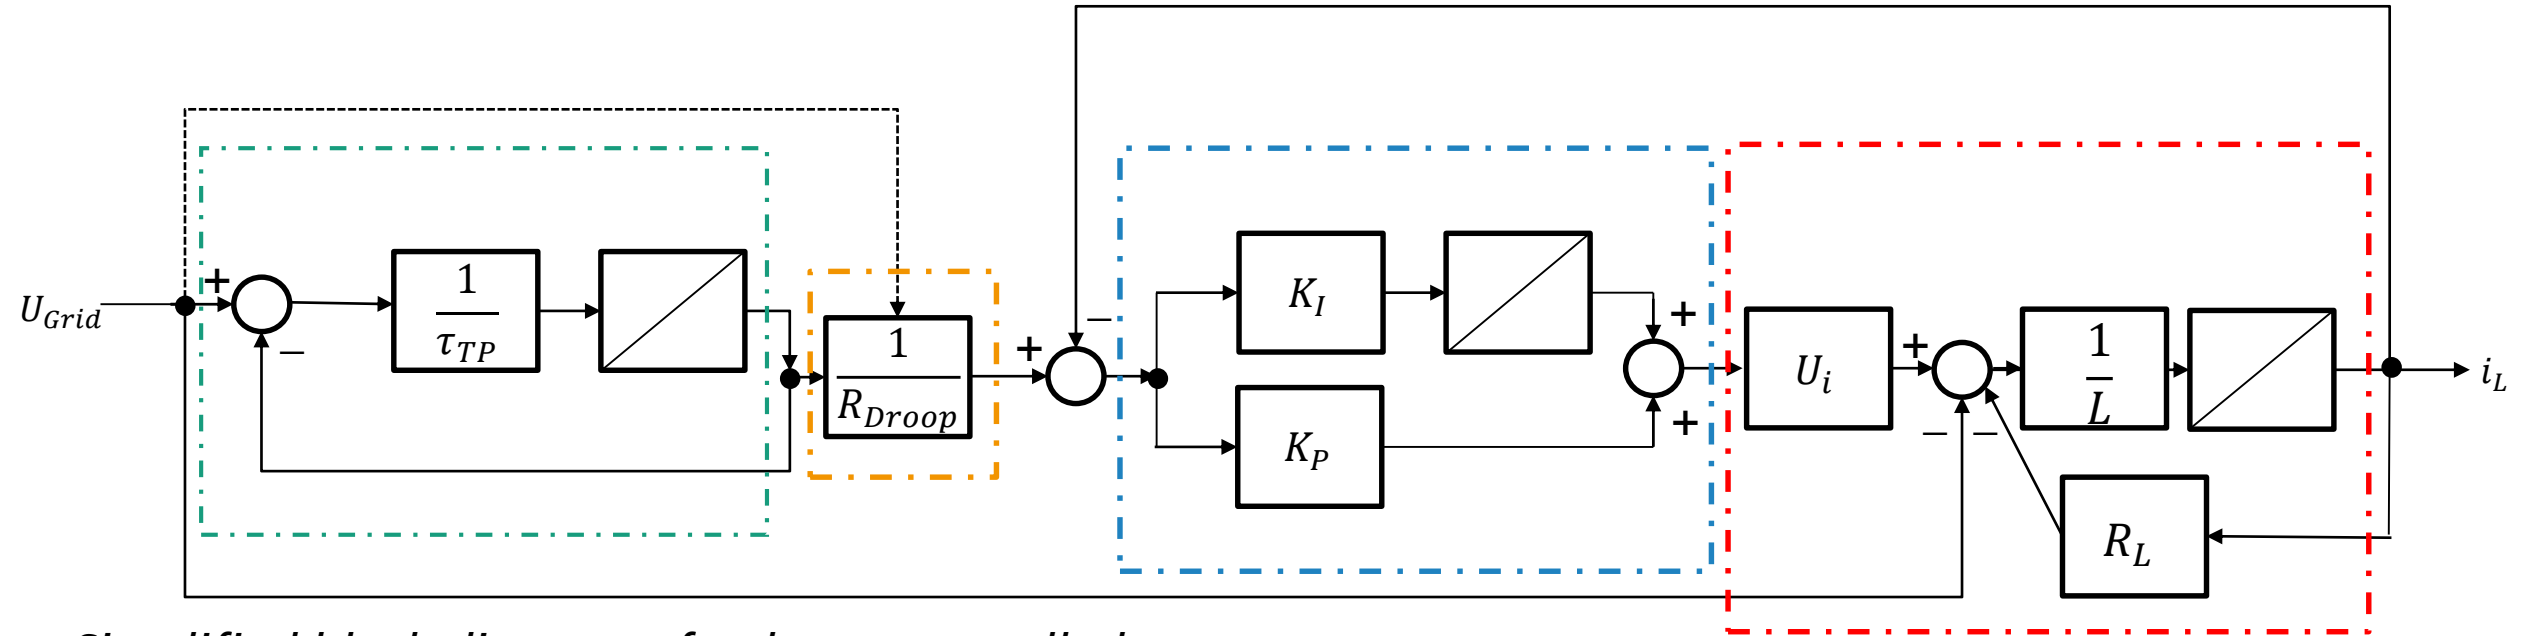 U_Grid
+
−
1
τ_TP
1
R_Droop
+
−
K_I
K_P
+
+
U_i
+
−
−
1
L
R_L
i_L